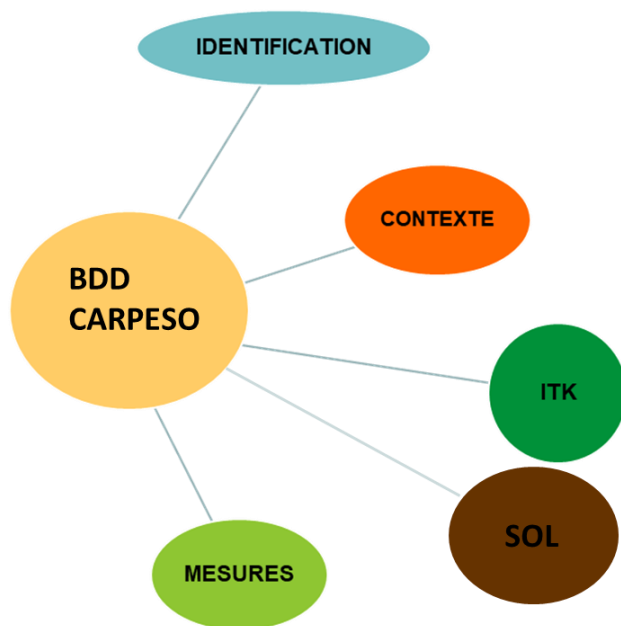 IDENTIFICATION
CONTEXTE
BDD
CARPESO
ITK
SOL
MESURES